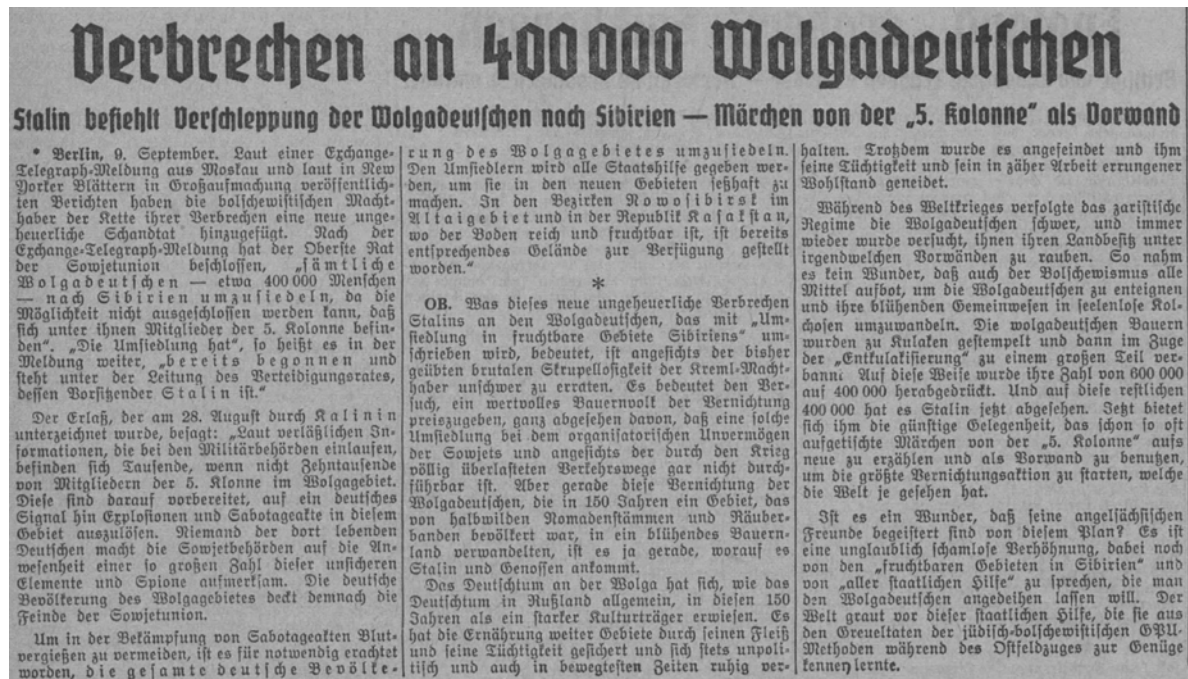 Verbrechen an 400000 Wolgadeutschen
Stalin befiehlt Verschleppung der Wolgadeutschen nach Sibirien — Märchen von der „5. Kolonne“ als Vorwand
* Berlin, 9. September. Laut einer Exchange-
Telegraph-Meldung aus Moskau und laut in New
Yorker Blättern in Großaufmachung veröffentlich-
ten Berichten haben die bolschewistischen Macht-
haber der Kette ihrer Verbrechen eine neue unge-
heuerliche Schandtat hinzugefügt. Nach der
Exchange-Telegraph-Meldung hat der Oberste Rat
der Sowjetunion beschlossen, „sämtliche
Wolgadeutschen — etwa 400000 Menschen
— nach Sibirien umzusiedeln, da die
Möglichkeit nicht ausgeschlossen werden kann, daß
sich unter ihnen Mitglieder der 5. Kolonne befin-
den“. „Die Umsiedlung hat“, so heißt es in der
Meldung weiter, „bereits begonnen und
steht unter der Leitung des Verteidigungsrates,
dessen Vorsitzender Stalin ist.“
Der Erlaß, der am 28. August durch Kalinin
unterzeichnet wurde, besagt: „Laut verläßlichen In-
formationen, die bei den Militärbehörden einlaufen,
befinden sich Tausende, wenn nicht Zehntausende
von Mitgliedern der 5. Klonne im Wolgagebiet.
Diese sind darauf vorbereitet, auf ein deutsches
Signal hin Explosionen und Sabotageakte in diesem
Gebiet auszulösen. Niemand der dort lebenden
Deutschen macht die Sowjetbehörden auf die An-
wesenheit einer so großen Zahl dieser unsicheren
Elemente und Spione aufmerksam. Die deutsche
Bevölkerung des Wolgagebietes deckt demnach die
Feinde der Sowjetunion.
Um in der Bekämpfung von Sabotageakten Blut-
vergießen zu vermeiden, ist es für notwendig erachtet
worden, die gesamte deutsche Bevölke-
rung des Wolgagebietes umzusiedeln.
Den Umsiedlern wird alle Staatshilfe gegeben wer-
den, um sie in den neuen Gebieten seßhaft zu
machen. In den Bezirken Nowosibirsk im
Altaigebiet und in der Republik Kasakstan,
wo der Boden reich und fruchtbar ist, ist bereits
entsprechendes Gelände zur Verfügung gestellt
worden.“
*
OB. Was dieses neue ungeheuerliche Verbrechen
Stalins an den Wolgadeutschen, das mit „Um-
siedlung in fruchtbare Gebiete Sibiriens“ um-
schrieben wird, bedeutet, ist angesichts der bisher
geübten brutalen Skrupellosigkeit der Kreml-Macht-
haber unschwer zu erraten. Es bedeutet den Ver-
such, ein wertvolles Bauernvolk der Vernichtung
preiszugeben, ganz abgesehen davon, daß eine solche
Umsiedlung bei dem organisatorischen Unvermögen
der Sowjets und angesichts der durch den Krieg
völlig überlasteten Verkehrswege gar nicht durch-
führbar ist. Aber gerade diese Vernichtung der
Wolgadeutschen, die in 150 Jahren ein Gebiet, das
von halbwilden Nomadenstämmen und Räuber-
banden bevölkert war, in ein blühendes Bauern-
land verwandelten, ist es ja gerade, worauf es
Stalin und Genossen ankommt.
Das Deutschtum an der Wolga hat sich, wie das
Deutschtum in Rußland allgemein, in diesen 150
Jahren als ein starker Kulturträger erwiesen. Es
hat die Ernährung weiter Gebiete durch seinen Fleiß
und seine Tüchtigkeit gesichert und sich stets unpoli-
tisch und auch in bewegtesten Zeiten ruhig ver-
halten. Trotzdem wurde es angefeindet und ihm
seine Tüchtigkeit und sein in zäher Arbeit errungener
Wohlstand geneidet.
Während des Weltkrieges verfolgte das zaristische
Regime die Wolgadeutschen schwer, und immer
wieder wurde versucht, ihnen ihren Landbesitz unter
irgendwelchen Vorwänden zu rauben. So nahm
es kein Wunder, daß auch der Bolschewismus alle
Mittel aufbot, um die Wolgadeutschen zu enteignen
und ihre blühenden Gemeinwesen in seelenlose Kol-
chosen umzuwandeln. Die wolgadeutschen Bauern
wurden zu Kulaken gestempelt und dann im Zuge
der „Entkulakisierung“ zu einem großen Teil ver-
bannt. Auf diese Weise wurde ihre Zahl von 600000
auf 400000 herabgedrückt. Und auf diese restlichen
400000 hat es Stalin jetzt abgesehen. Jetzt bietet
sich ihm die günstige Gelegenheit, das schon so oft
aufgetischte Märchen von der „5. Kolonne“ aufs
neue zu erzählen und als Vorwand zu benutzen,
um die größte Vernichtungsaktion zu starten, welche
die Welt je gesehen hat.
Ist es ein Wunder, daß seine angelsächsischen
Freunde begeistert sind von diesem Plan? Es ist
eine unglaublich schamlose Verhöhnung, dabei noch
von den „fruchtbaren Gebieten in Sibirien“ und
von „aller staatlichen Hilfe“ zu sprechen, die man
den Wolgadeutschen angedeihen lassen will. Der
Welt graut vor dieser staatlichen Hilfe, die sie aus
den Greueltaten der jüdisch-bolschewistischen GPU-
Methoden während des Ostfeldzuges zur Genüge
kennen lernte.